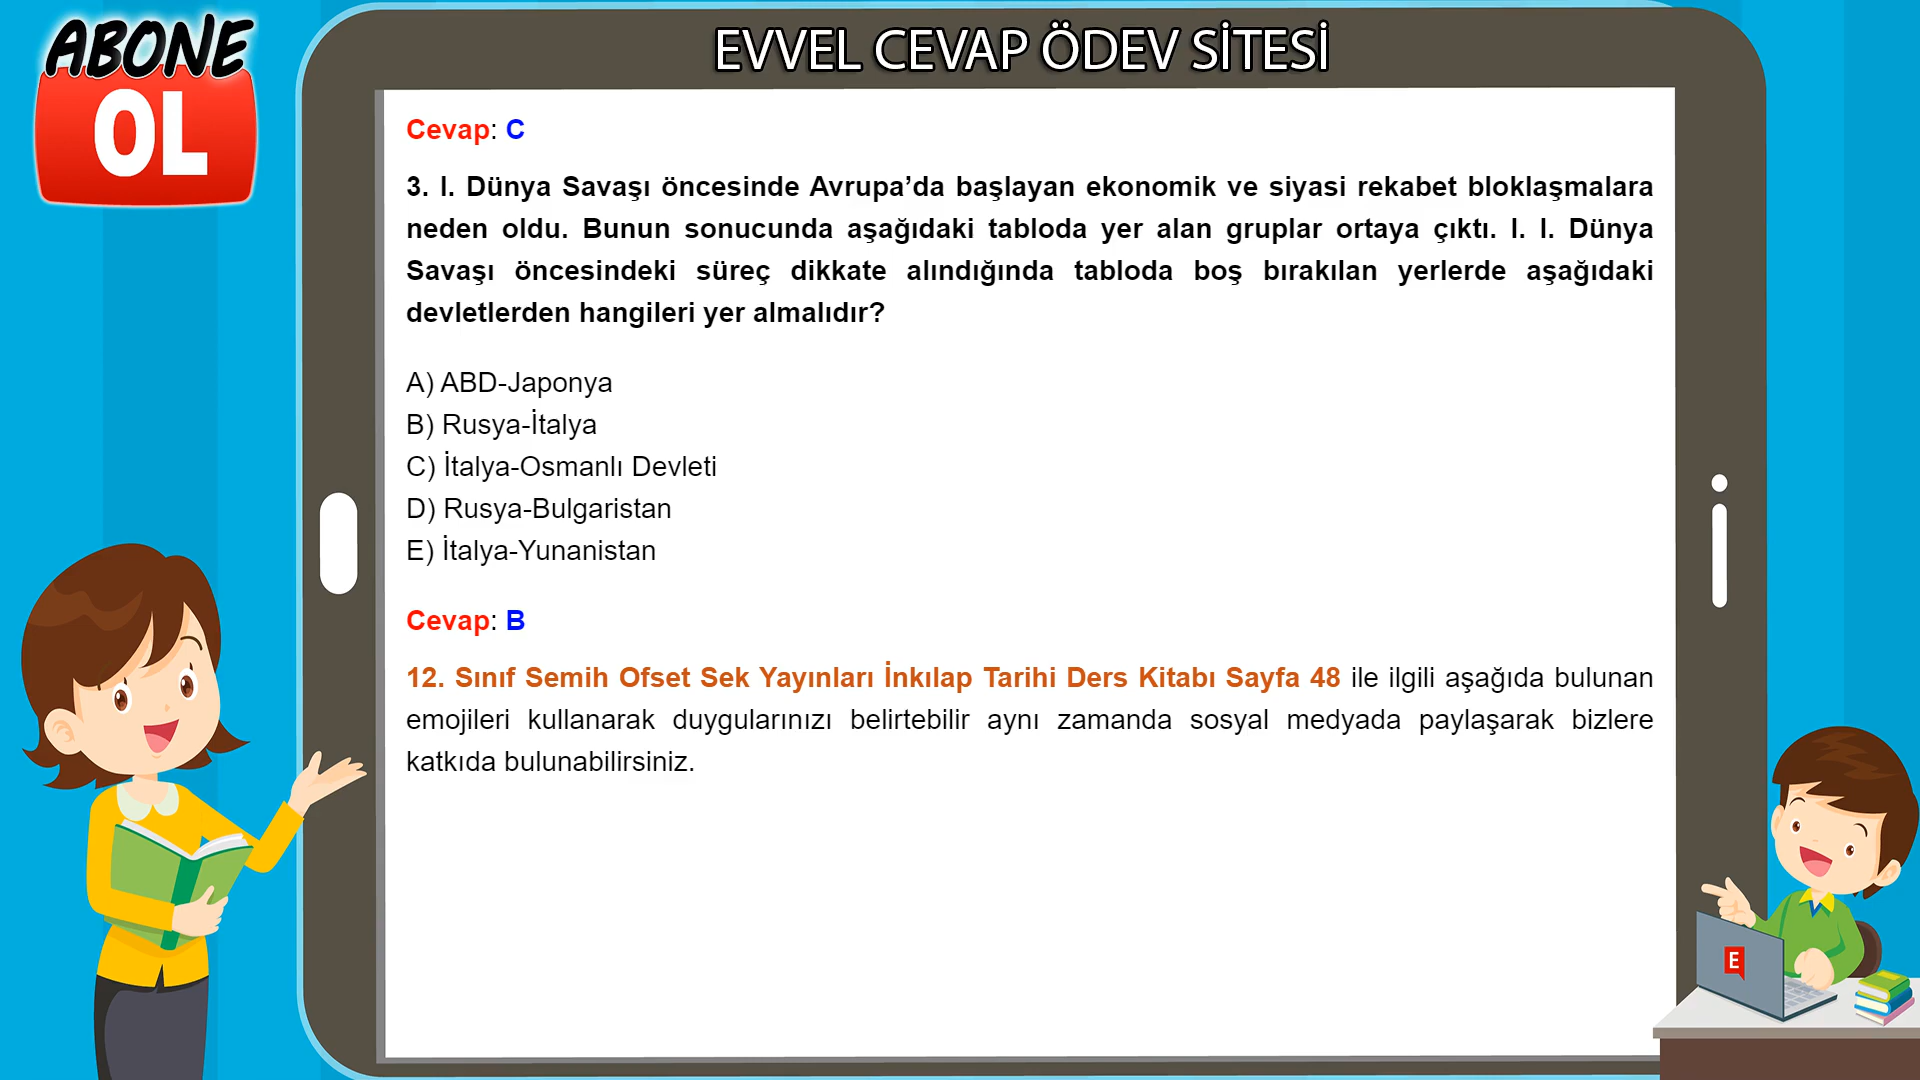 ABONE
OL
EVVEL CEVAP ÖDEV SİTESİ
Cevap: C
3. I. Dünya Savaşı öncesinde Avrupa’da başlayan ekonomik ve siyasi rekabet bloklaşmalara
neden oldu. Bunun sonucunda aşağıdaki tabloda yer alan gruplar ortaya çıktı. I. I. Dünya
Savaşı öncesindeki süreç dikkate alındığında tabloda boş bırakılan yerlerde aşağıdaki
devletlerden hangileri yer almalıdır?
A) ABD-Japonya
B) Rusya-İtalya
C) İtalya-Osmanlı Devleti
D) Rusya-Bulgaristan
E) İtalya-Yunanistan
Cevap: B
12. Sınıf Semih Ofset Sek Yayınları İnkılap Tarihi Ders Kitabı Sayfa 48 ile ilgili aşağıda bulunan
emojileri kullanarak duygularınızı belirtebilir aynı zamanda sosyal medyada paylaşarak bizlere
katkıda bulunabilirsiniz.
E